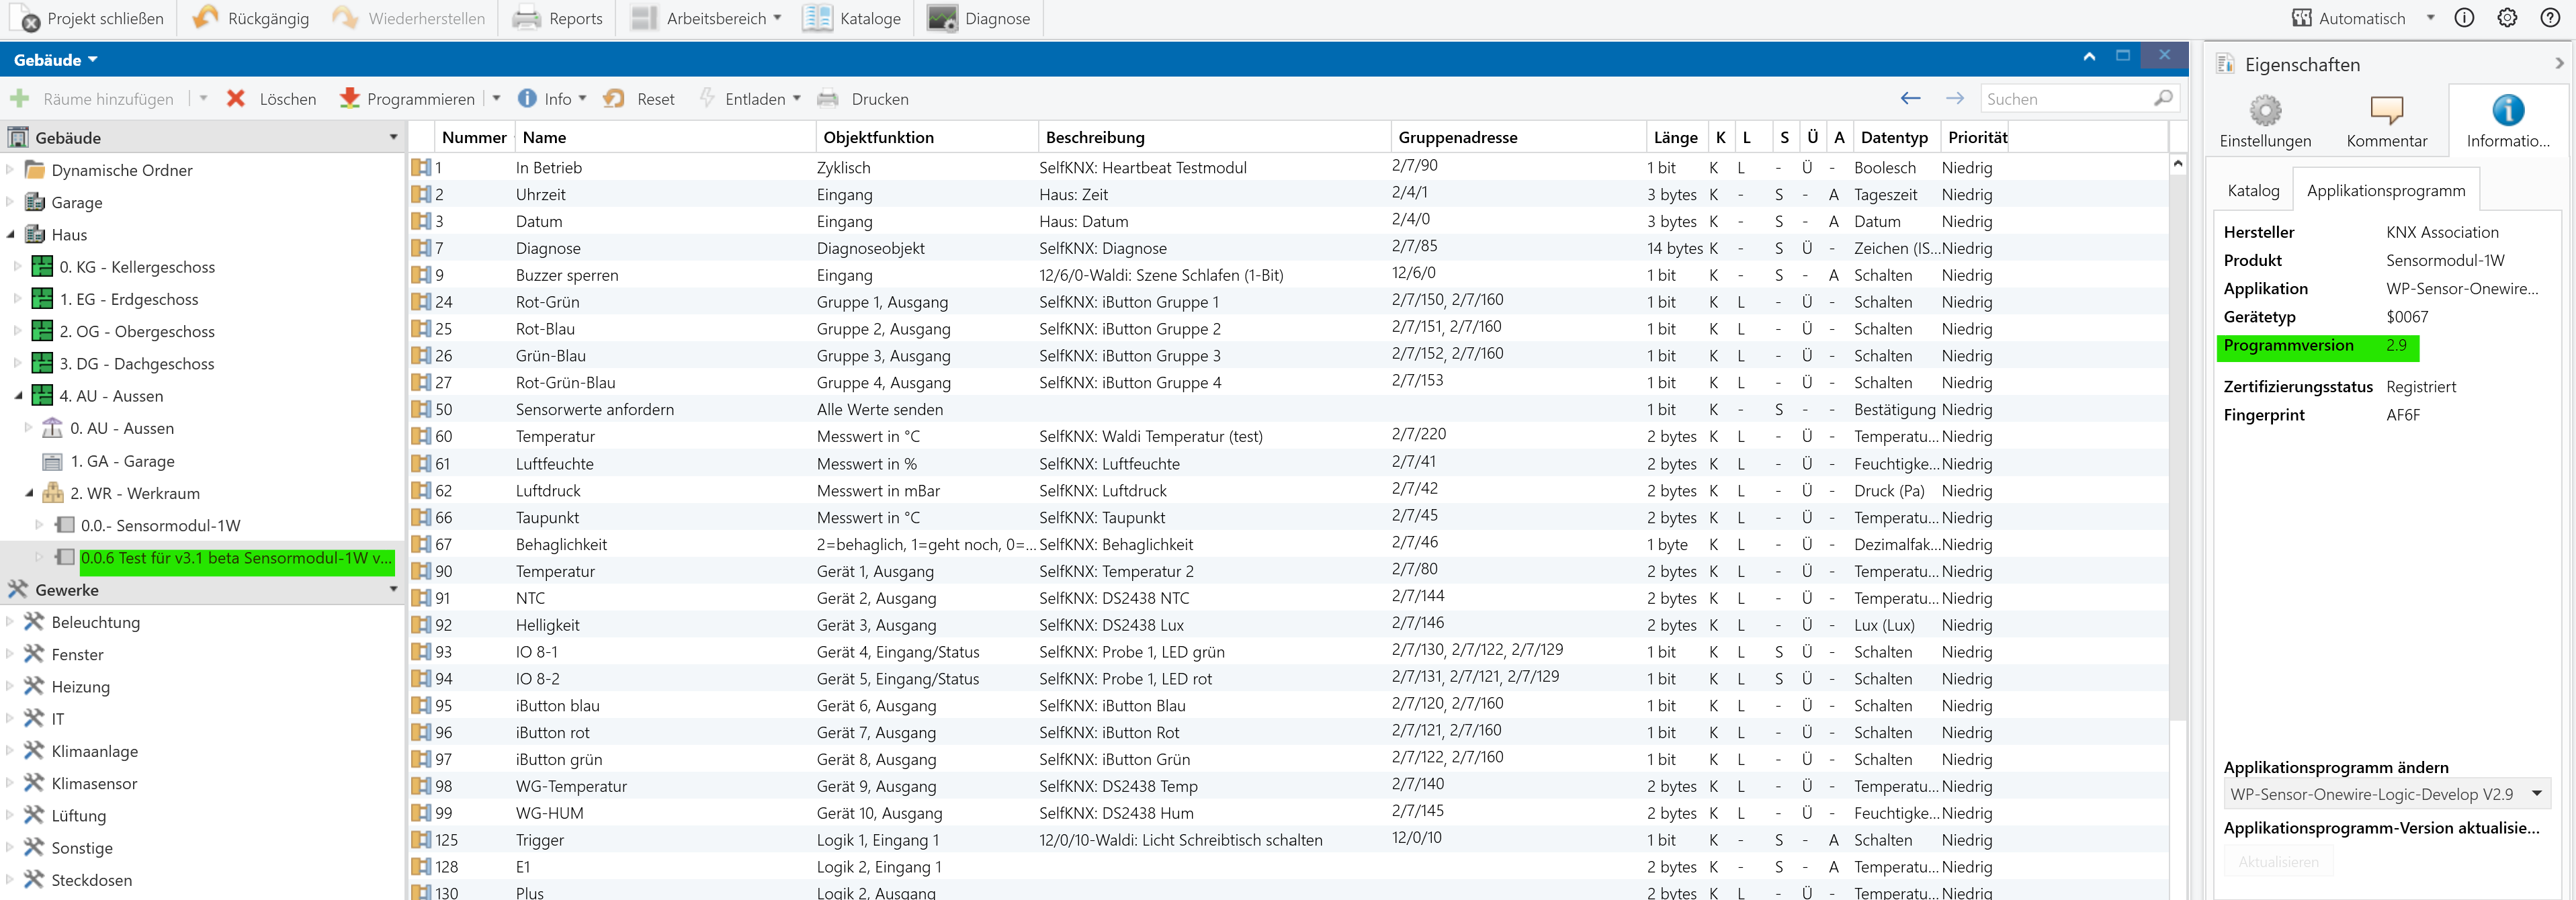 Projekt schließen Rückgängig Wiederherstellen Reports Arbeitsbereich Kataloge Diagnose Automatisch
Gebäude
Räume hinzufügen Löschen Programmieren Info Reset Entladen Drucken Suchen
Gebäude
Dynamische Ordner
Garage
Haus
0. KG - Kellergeschoss
1. EG - Erdgeschoss
2. OG - Obergeschoss
3. DG - Dachgeschoss
4. AU - Aussen
0. AU - Aussen
1. GA - Garage
2. WR - Werkraum
0.0.- Sensormodul-1W
0.0.6 Test für v3.1 beta Sensormodul-1W v...
Gewerke
Beleuchtung
Fenster
Heizung
IT
Klimaanlage
Klimasensor
Lüftung
Sonstige
Steckdosen
Nummer Name Objektfunktion Beschreibung Gruppenadresse Länge K L S Ü A Datentyp Priorität
1 In Betrieb Zyklisch SelfKNX: Heartbeat Testmodul 2/7/90 1 bit K L - Ü - Boolesch Niedrig
2 Uhrzeit Eingang Haus: Zeit 2/4/1 3 bytes K - S - A Tageszeit Niedrig
3 Datum Eingang Haus: Datum 2/4/0 3 bytes K - S - A Datum Niedrig
7 Diagnose Diagnoseobjekt SelfKNX: Diagnose 2/7/85 14 bytes K - S Ü - Zeichen (IS... Niedrig
9 Buzzer sperren Eingang 12/6/0-Waldi: Szene Schlafen (1-Bit) 12/6/0 1 bit K - S - A Schalten Niedrig
24 Rot-Grün Gruppe 1, Ausgang SelfKNX: iButton Gruppe 1 2/7/150, 2/7/160 1 bit K L - Ü - Schalten Niedrig
25 Rot-Blau Gruppe 2, Ausgang SelfKNX: iButton Gruppe 2 2/7/151, 2/7/160 1 bit K L - Ü - Schalten Niedrig
26 Grün-Blau Gruppe 3, Ausgang SelfKNX: iButton Gruppe 3 2/7/152, 2/7/160 1 bit K L - Ü - Schalten Niedrig
27 Rot-Grün-Blau Gruppe 4, Ausgang SelfKNX: iButton Gruppe 4 2/7/153 1 bit K L - Ü - Schalten Niedrig
50 Sensorwerte anfordern Alle Werte senden 1 bit K - S - - Bestätigung Niedrig
60 Temperatur Messwert in °C SelfKNX: Waldi Temperatur (test) 2/7/220 2 bytes K L - Ü - Temperatu... Niedrig
61 Luftfeuchte Messwert in % SelfKNX: Luftfeuchte 2/7/41 2 bytes K L - Ü - Feuchtigke... Niedrig
62 Luftdruck Messwert in mBar SelfKNX: Luftdruck 2/7/42 2 bytes K L - Ü - Druck (Pa) Niedrig
66 Taupunkt Messwert in °C SelfKNX: Taupunkt 2/7/45 2 bytes K L - Ü - Temperatu... Niedrig
67 Behaglichkeit 2=behaglich, 1=geht noch, 0=... SelfKNX: Behaglichkeit 2/7/46 1 byte K L - Ü - Dezimalfak... Niedrig
90 Temperatur Gerät 1, Ausgang SelfKNX: Temperatur 2 2/7/80 2 bytes K L - Ü - Temperatu... Niedrig
91 NTC Gerät 2, Ausgang SelfKNX: DS2438 NTC 2/7/144 2 bytes K L - Ü - Temperatu... Niedrig
92 Helligkeit Gerät 3, Ausgang SelfKNX: DS2438 Lux 2/7/146 2 bytes K L - Ü - Lux (Lux) Niedrig
93 IO 8-1 Gerät 4, Eingang/Status SelfKNX: Probe 1, LED grün 2/7/130, 2/7/122, 2/7/129 1 bit K L S Ü - Schalten Niedrig
94 IO 8-2 Gerät 5, Eingang/Status SelfKNX: Probe 1, LED rot 2/7/131, 2/7/121, 2/7/129 1 bit K L S Ü - Schalten Niedrig
95 iButton blau Gerät 6, Ausgang SelfKNX: iButton Blau 2/7/120, 2/7/160 1 bit K L - Ü - Schalten Niedrig
96 iButton rot Gerät 7, Ausgang SelfKNX: iButton Rot 2/7/121, 2/7/160 1 bit K L - Ü - Schalten Niedrig
97 iButton grün Gerät 8, Ausgang SelfKNX: iButton Grün 2/7/122, 2/7/160 1 bit K L - Ü - Schalten Niedrig
98 WG-Temperatur Gerät 9, Ausgang SelfKNX: DS2438 Temp 2/7/140 2 bytes K L - Ü - Temperatu... Niedrig
99 WG-HUM Gerät 10, Ausgang SelfKNX: DS2438 Hum 2/7/145 2 bytes K L - Ü - Feuchtigke... Niedrig
125 Trigger Logik 1, Eingang 1 12/0/10-Waldi: Licht Schreibtisch schalten 12/0/10 1 bit K - S - A Schalten Niedrig
128 E1 Logik 2, Eingang 1 2 bytes K - S - A Temperatu... Niedrig
130 Plus Logik 2, Ausgang 2 bytes K L - Ü - Temperatu... Niedrig
Eigenschaften
Einstellungen Kommentar Informatio...
Katalog Applikationsprogramm
Hersteller KNX Association
Produkt Sensormodul-1W
Applikation WP-Sensor-Onewire...
Gerätetyp $0067
Programmversion 2.9
Zertifizierungsstatus Registriert
Fingerprint AF6F
Applikationsprogramm ändern
WP-Sensor-Onewire-Logic-Develop V2.9
Applikationsprogramm-Version aktualisie...
Aktualisieren